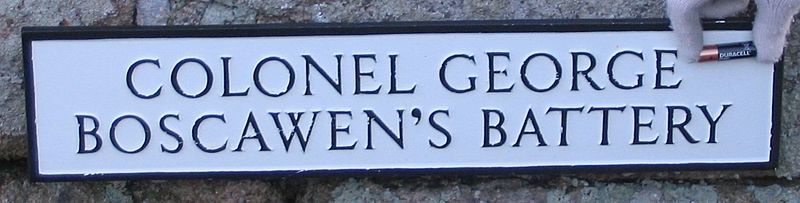 COLONEL GEORGE
BOSCAWEN'S BATTERY
DURACELL